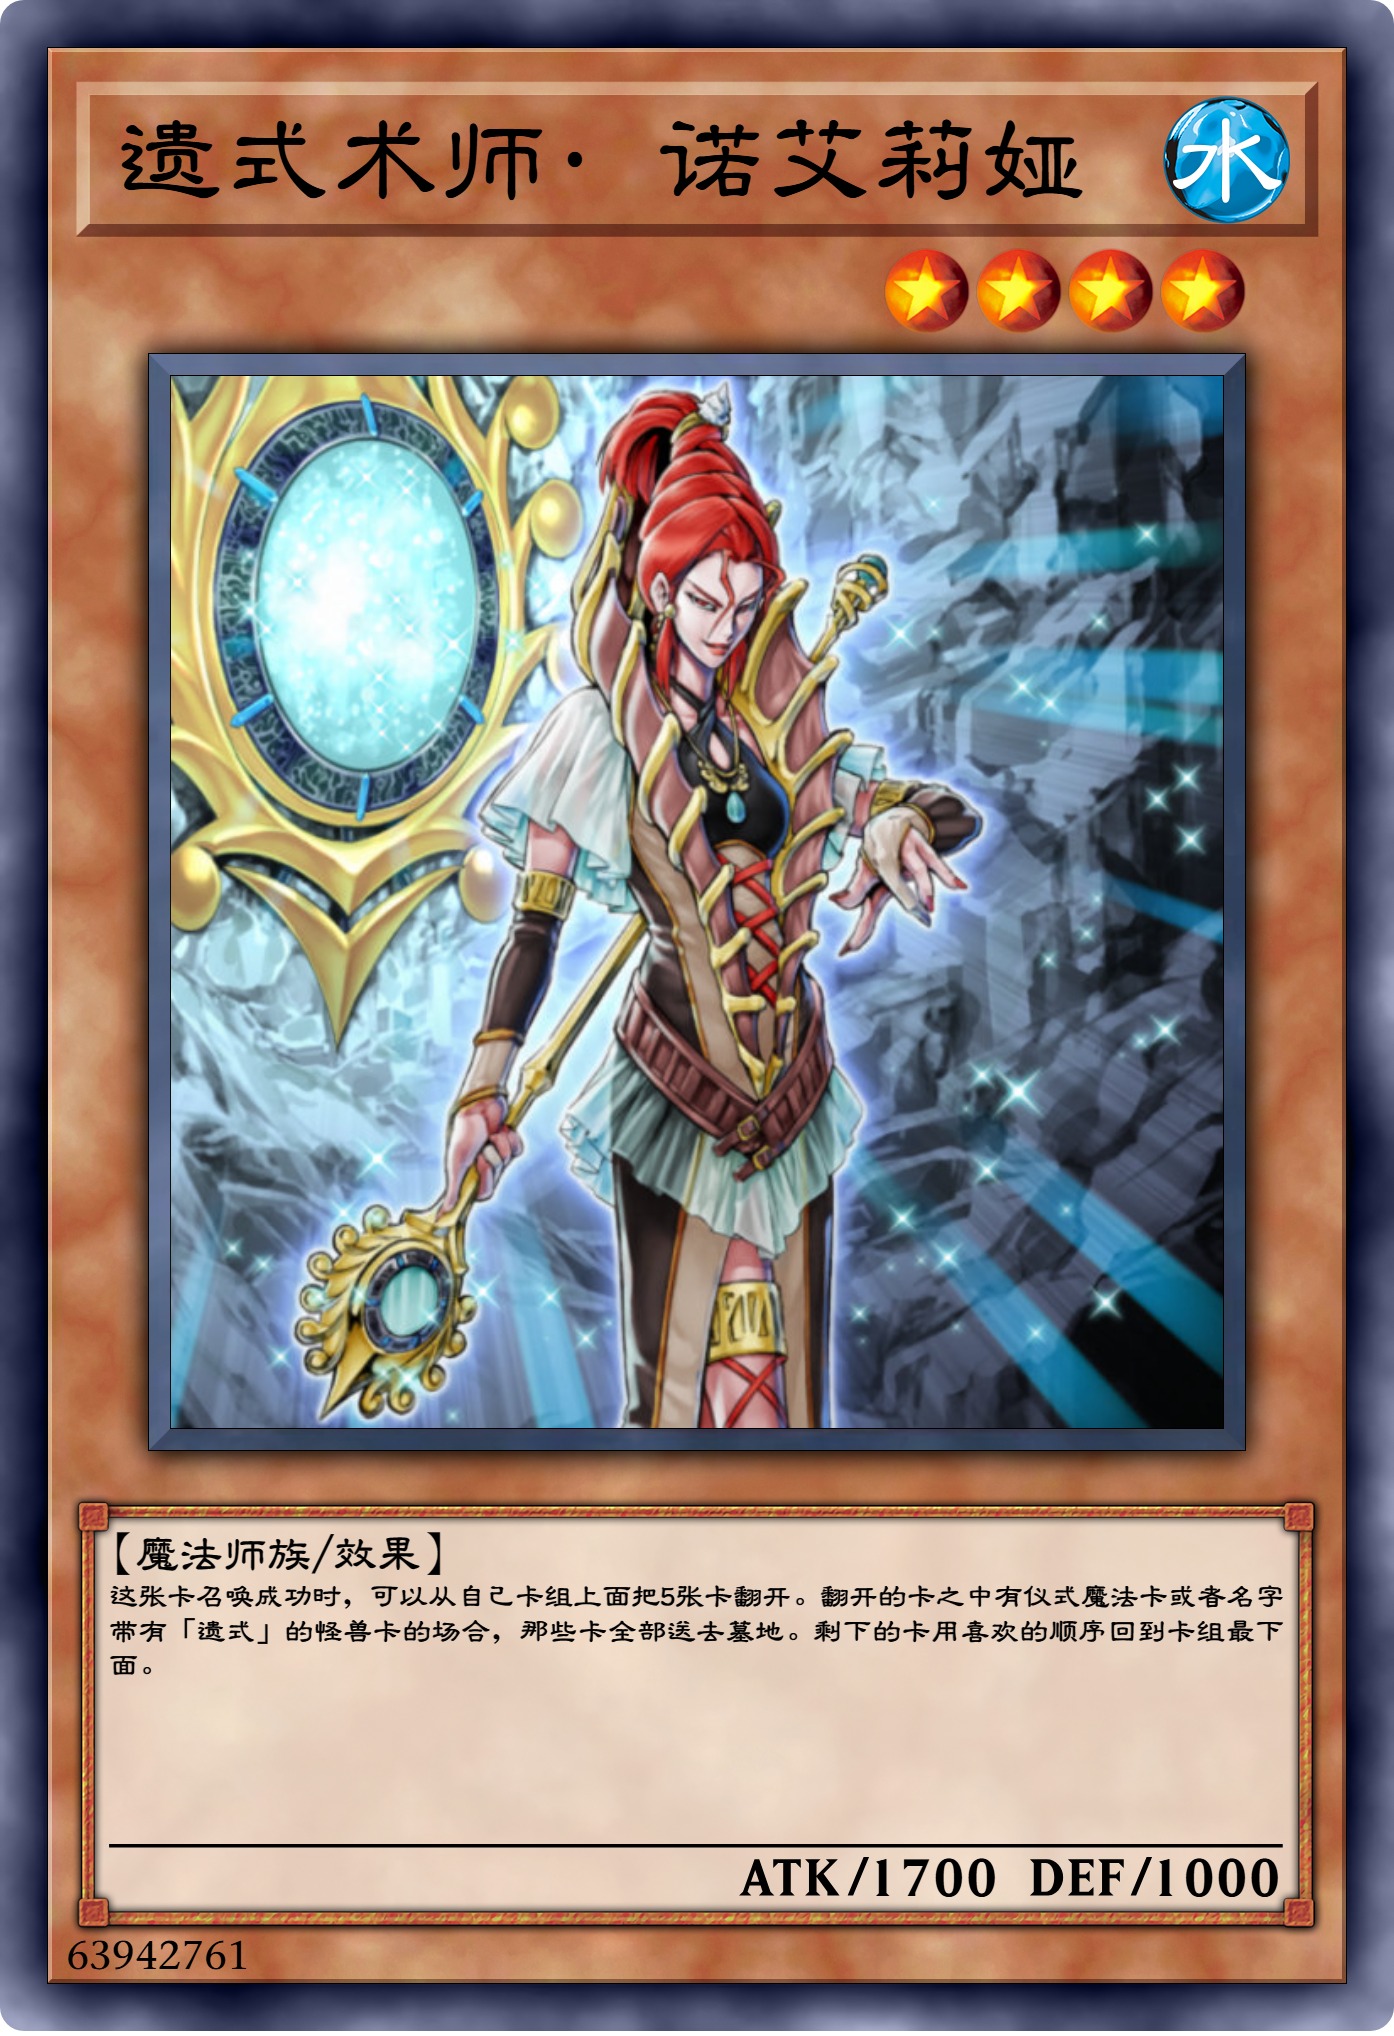 遗式术师·诺艾莉娅
水
【魔法师族/效果】
这张卡召唤成功时，可以从自己卡组上面把5张卡翻开。翻开的卡之中有仪式魔法卡或者名字
带有「遗式」的怪兽卡的场合，那些卡全部送去墓地。剩下的卡用喜欢的顺序回到卡组最下
面。
ATK/1700 DEF/1000
63942761